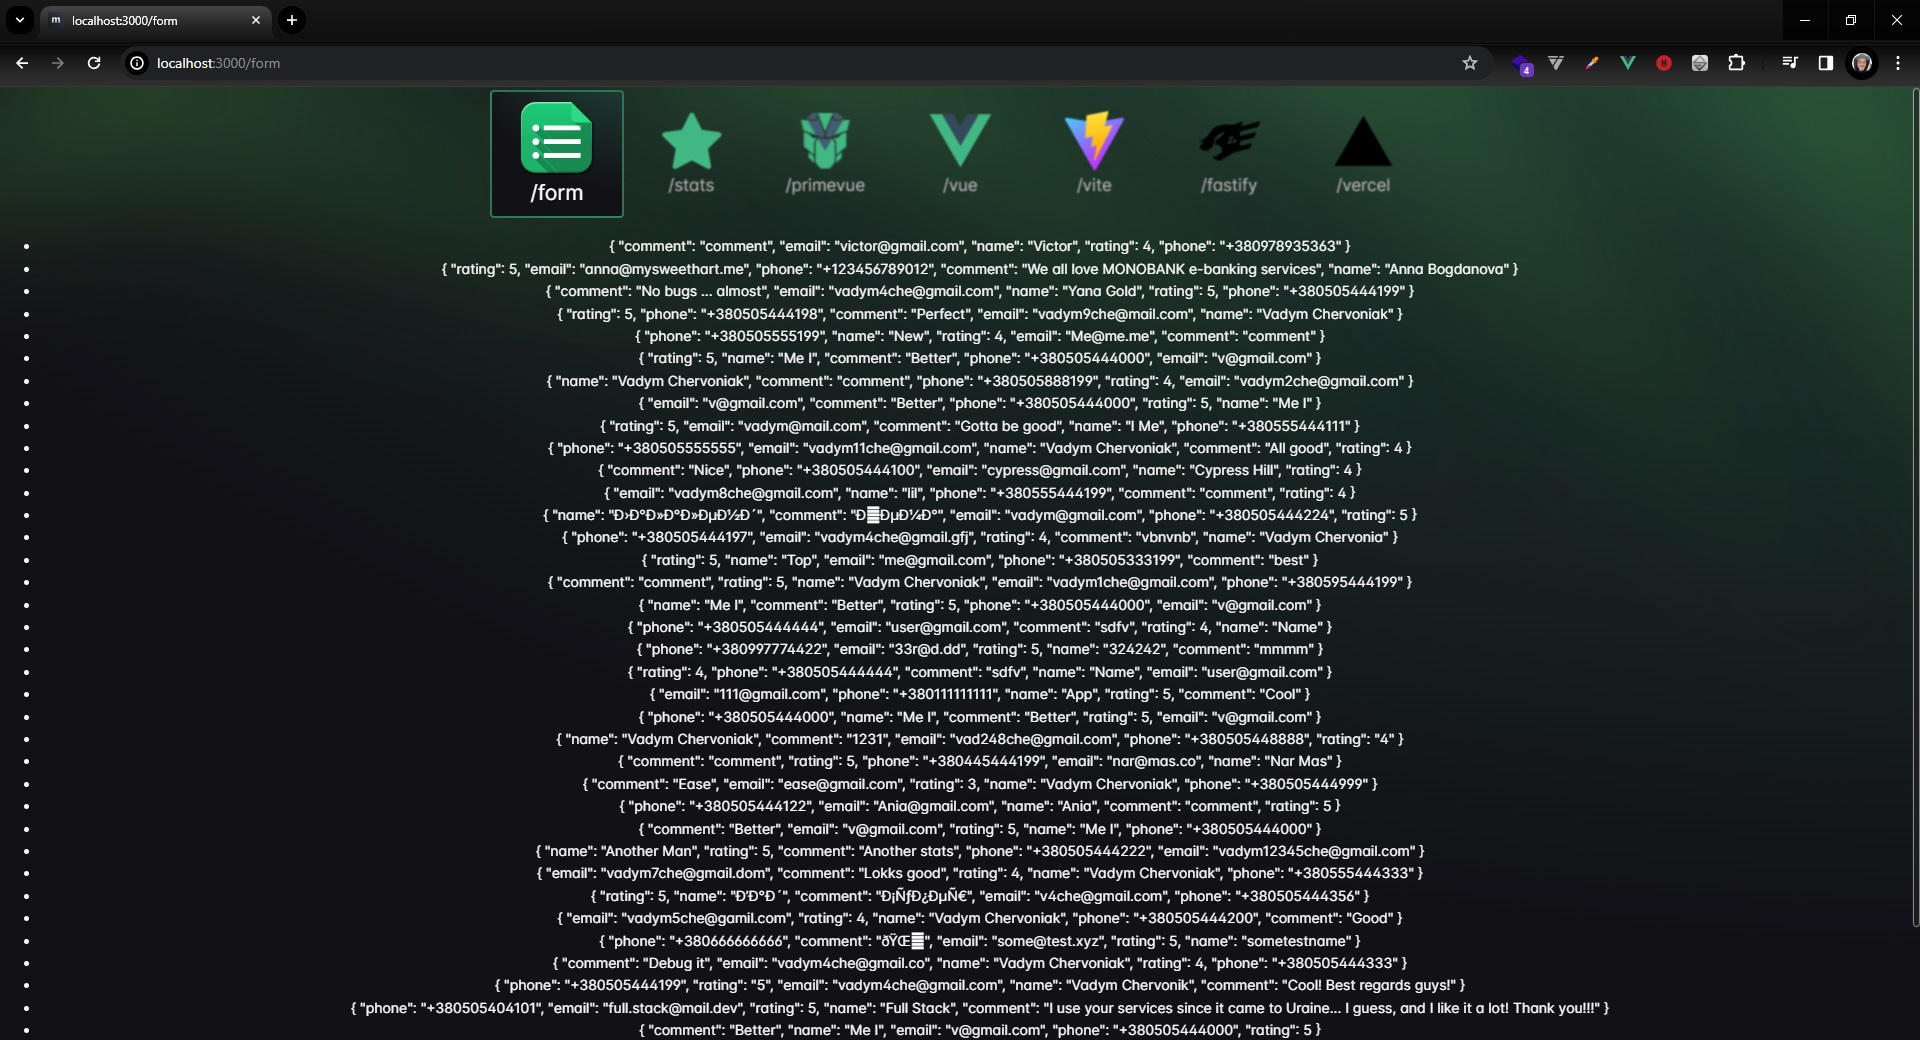 localhost:3000/form
localhost:3000/form
4
/form
/stats
/primevue
/vue
/vite
/fastify
/vercel
{ "comment": "comment", "email": "victor@gmail.com", "name": "Victor", "rating": 4, "phone": "+380978935363" }
{ "rating": 5, "email": "anna@mysweethart.me", "phone": "+123456789012", "comment": "We all love MONOBANK e-banking services", "name": "Anna Bogdanova" }
{ "comment": "No bugs ... almost", "email": "vadym4che@gmail.com", "name": "Yana Gold", "rating": 5, "phone": "+380505444199" }
{ "rating": 5, "phone": "+380505444198", "comment": "Perfect", "email": "vadym9che@mail.com", "name": "Vadym Chervoniak" }
{ "phone": "+380505555199", "name": "New", "rating": 4, "email": "Me@me.me", "comment": "comment" }
{ "rating": 5, "name": "Me I", "comment": "Better", "phone": "+380505444000", "email": "v@gmail.com" }
{ "name": "Vadym Chervoniak", "comment": "comment", "phone": "+380505888199", "rating": 4, "email": "vadym2che@gmail.com" }
{ "email": "v@gmail.com", "comment": "Better", "phone": "+380505444000", "rating": 5, "name": "Me I" }
{ "rating": 5, "email": "vadym@mail.com", "comment": "Gotta be good", "name": "I Me", "phone": "+380555444111" }
{ "phone": "+380505555555", "email": "vadym11che@gmail.com", "name": "Vadym Chervoniak", "comment": "All good", "rating": 4 }
{ "comment": "Nice", "phone": "+380505444100", "email": "cypress@gmail.com", "name": "Cypress Hill", "rating": 4 }
{ "email": "vadym8che@gmail.com", "name": "lil", "phone": "+380555444199", "comment": "comment", "rating": 4 }
{ "name": "Ð›Ð°Ð»Ð°Ð»ÐµÐ½Ð´", "comment": "ÐÐµÐ¼Ð°", "email": "vadym@gmail.com", "phone": "+380505444224", "rating": 5 }
{ "phone": "+380505444197", "email": "vadym4che@gmail.gfj", "rating": 4, "comment": "vbnvnb", "name": "Vadym Chervonia" }
{ "rating": 5, "name": "Top", "email": "me@gmail.com", "phone": "+380505333199", "comment": "best" }
{ "comment": "comment", "rating": 5, "name": "Vadym Chervoniak", "email": "vadym1che@gmail.com", "phone": "+380595444199" }
{ "name": "Me I", "comment": "Better", "rating": 5, "phone": "+380505444000", "email": "v@gmail.com" }
{ "phone": "+380505444444", "email": "user@gmail.com", "comment": "sdfv", "rating": 4, "name": "Name" }
{ "phone": "+380997774422", "email": "33r@d.dd", "rating": 5, "name": "324242", "comment": "mmmm" }
{ "rating": 4, "phone": "+380505444444", "comment": "sdfv", "name": "Name", "email": "user@gmail.com" }
{ "email": "111@gmail.com", "phone": "+380111111111", "name": "App", "rating": 5, "comment": "Cool" }
{ "phone": "+380505444000", "name": "Me I", "comment": "Better", "rating": 5, "email": "v@gmail.com" }
{ "name": "Vadym Chervoniak", "comment": "1231", "email": "vad248che@gmail.com", "phone": "+380505448888", "rating": "4" }
{ "comment": "comment", "rating": 5, "phone": "+380445444199", "email": "nar@mas.co", "name": "Nar Mas" }
{ "comment": "Ease", "email": "ease@gmail.com", "rating": 3, "name": "Vadym Chervoniak", "phone": "+380505444999" }
{ "phone": "+380505444122", "email": "Ania@gmail.com", "name": "Ania", "comment": "comment", "rating": 5 }
{ "comment": "Better", "email": "v@gmail.com", "rating": 5, "name": "Me I", "phone": "+380505444000" }
{ "name": "Another Man", "rating": 5, "comment": "Another stats", "phone": "+380505444222", "email": "vadym12345che@gmail.com" }
{ "email": "vadym7che@gmail.dom", "comment": "Lokks good", "rating": 4, "name": "Vadym Chervoniak", "phone": "+380555444333" }
{ "rating": 5, "name": "Ð’Ð°Ð´", "comment": "Ð¡ÑƒÐ¿ÐµÑ€", "email": "v4che@gmail.com", "phone": "+380505444356" }
{ "email": "vadym5che@gamil.com", "rating": 4, "name": "Vadym Chervoniak", "phone": "+380505444200", "comment": "Good" }
{ "phone": "+380666666666", "comment": "ðŸŒ", "email": "some@test.xyz", "rating": 5, "name": "sometestname" }
{ "comment": "Debug it", "email": "vadym4che@gmail.co", "name": "Vadym Chervoniak", "rating": 4, "phone": "+380505444333" }
{ "phone": "+380505444199", "rating": "5", "email": "vadym4che@gmail.com", "name": "Vadym Chervonik", "comment": "Cool! Best regards guys!" }
{ "phone": "+380505404101", "email": "full.stack@mail.dev", "rating": 5, "name": "Full Stack", "comment": "I use your services since it came to Uraine... I guess, and I like it a lot! Thank you!!!" }
{ "comment": "Better", "name": "Me I", "email": "v@gmail.com", "phone": "+380505444000", "rating": 5 }